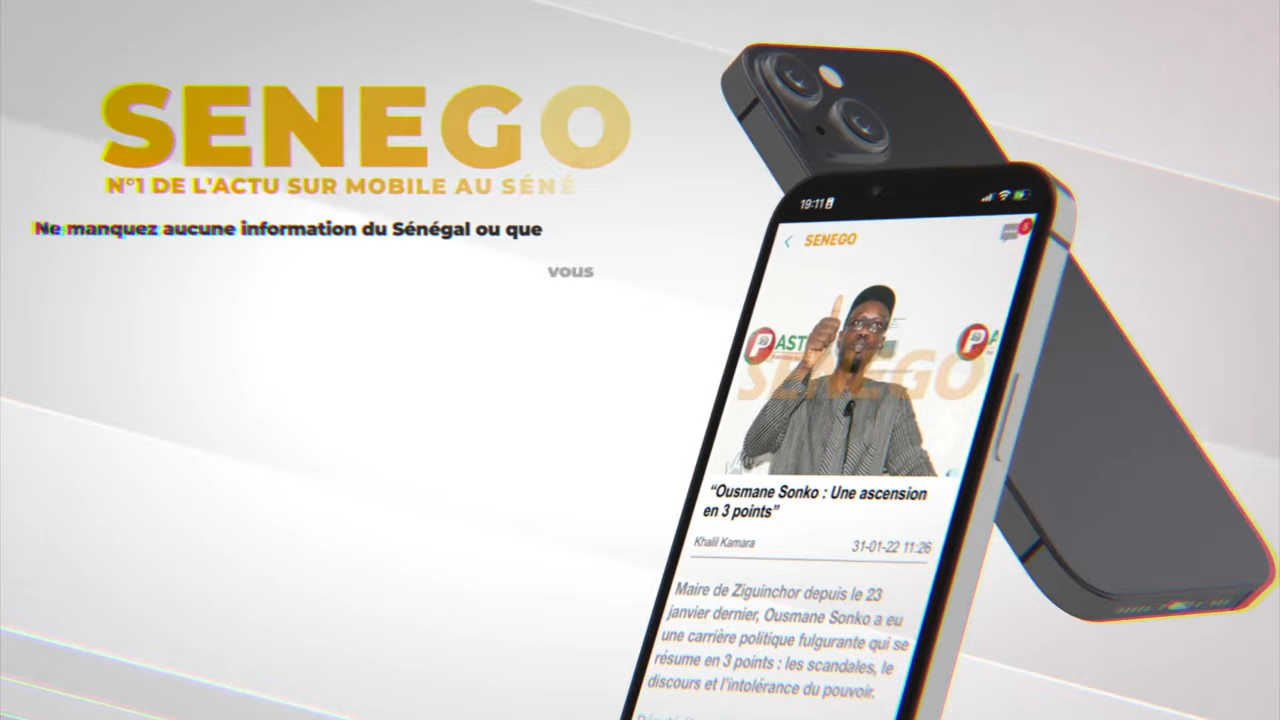 SENEGO
N°1 DE L'ACTU SUR MOBILE AU SÉNÉ
Ne manquez aucune information du Sénégal ou que
vous
19:11
SENEGO
5
PAST
SENEGO
“Ousmane Sonko : Une ascension
en 3 points”
Khalil Kamara
31-01-22 11:26
Maire de Ziguinchor depuis le 23
janvier dernier, Ousmane Sonko a eu
une carrière politique fulgurante qui se
résume en 3 points : les scandales, le
discours et l'intolérance du pouvoir.